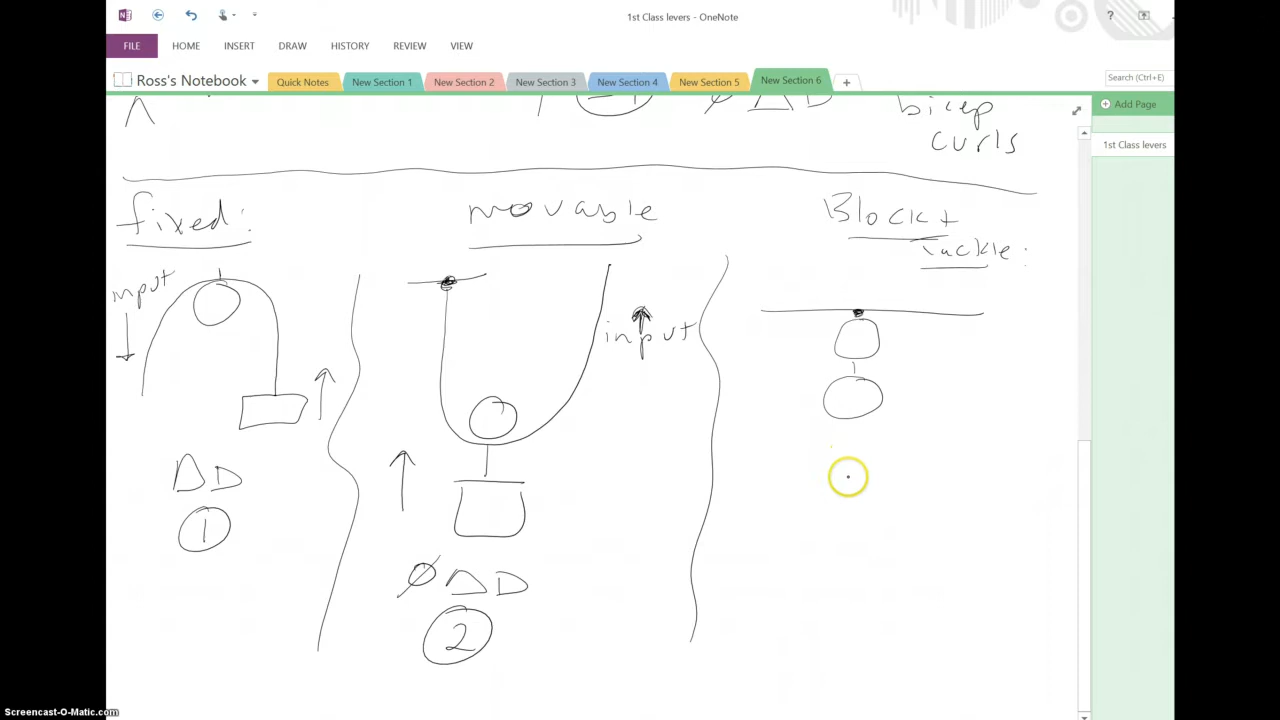 1st Class levers - OneNote
?
FILE HOME INSERT DRAW HISTORY REVIEW VIEW
Ross's Notebook Quick Notes New Section 1 New Section 2 New Section 3 New Section 4 New Section 5 New Section 6 + Search (Ctrl+E)
Add Page
1st Class levers
Ø Δ D
bicep
curls
fixed:
movable
Block +
Tackle:
input
input
Δ D
1
Ø Δ D
2
Screencast-O-Matic.com